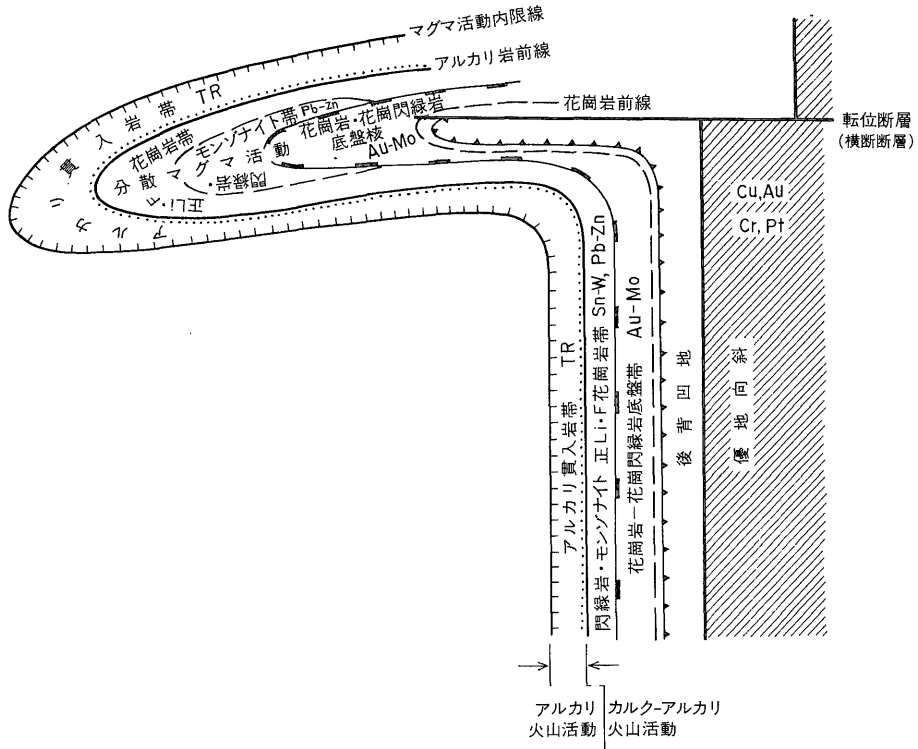 マグマ活動内限線
アルカリ岩前線
花崗岩前線
転位断層
(横断断層)
アルカリ貫入岩帯 TR
花崗岩帯
モンゾナイト帯 Pb-zn
花崗岩・花崗閃緑岩
底盤核
Au-Mo
分散マグマ活動
閃緑岩・
正Li・F
Cu,Au
Cr,Pt
アルカリ貫入岩帯 TR
閃緑岩・モンゾナイト 正Li・F花崗岩帯 Sn-W, Pb-Zn
花崗岩ー花崗閃緑岩底盤帯 Au-Mo
後背凹地
優地向斜
アルカリ
火山活動
カルク-アルカリ
火山活動